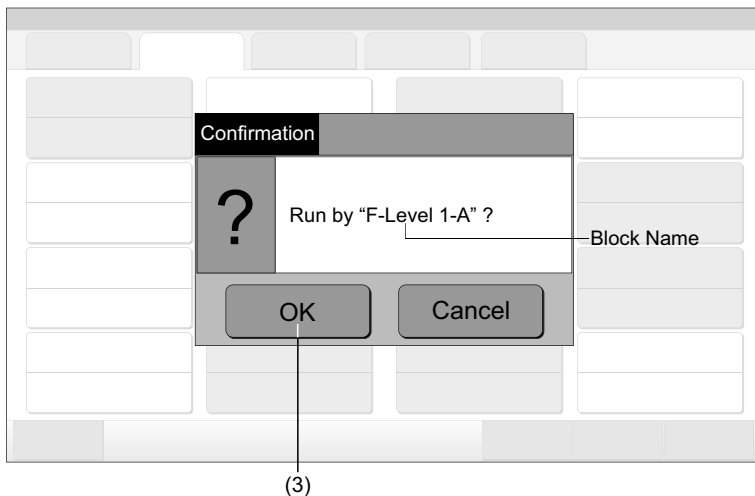 Confirmation
?
Run by “F-Level 1-A” ?
Block Name
OK
Cancel
(3)